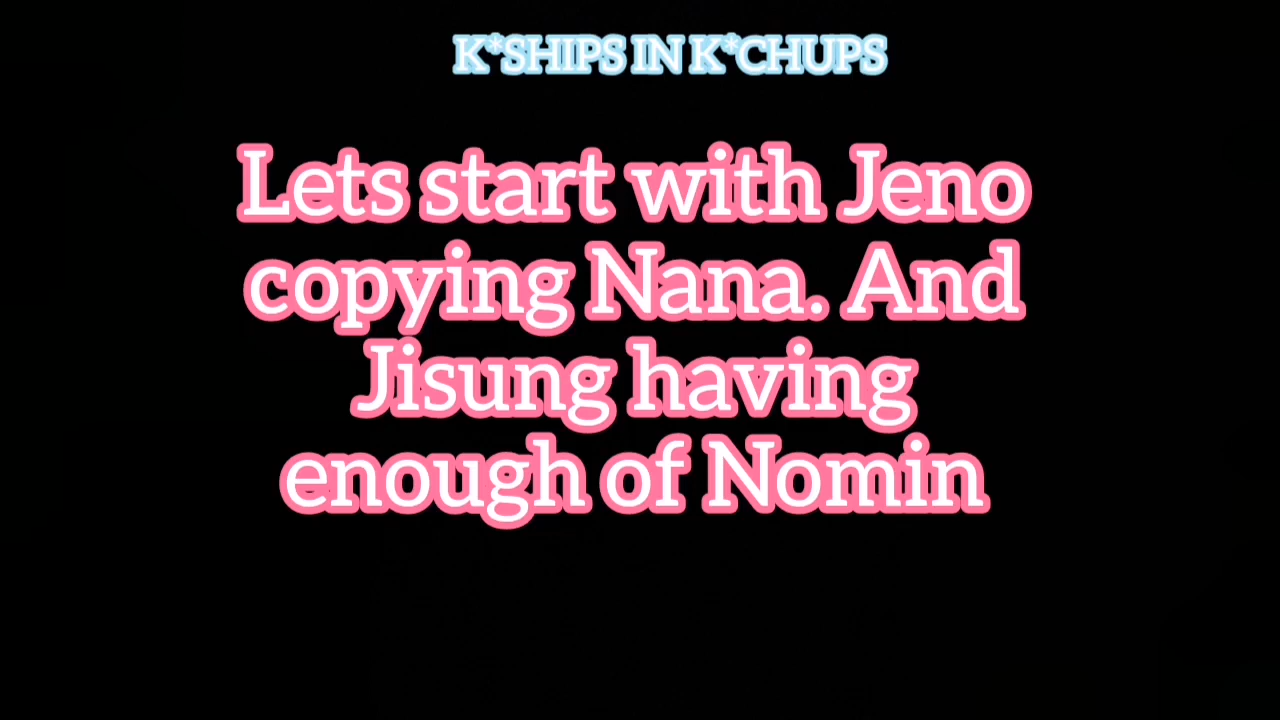 K*SHIPS IN K*CHUPS
Lets start with Jeno
copying Nana. And
Jisung having
enough of Nomin